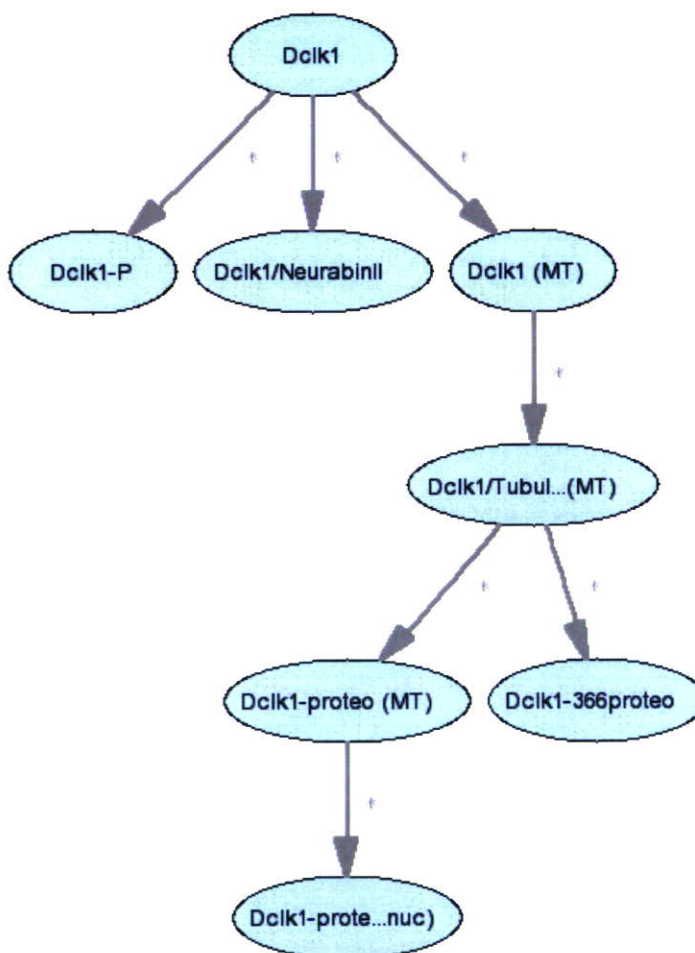 Dclk1
Dclk1-P
Dclk1/NeurabinII
Dclk1 (MT)
Dclk1/Tubul...(MT)
Dclk1-proteo (MT)
Dclk1-366proteo
Dclk1-prote...nuc)